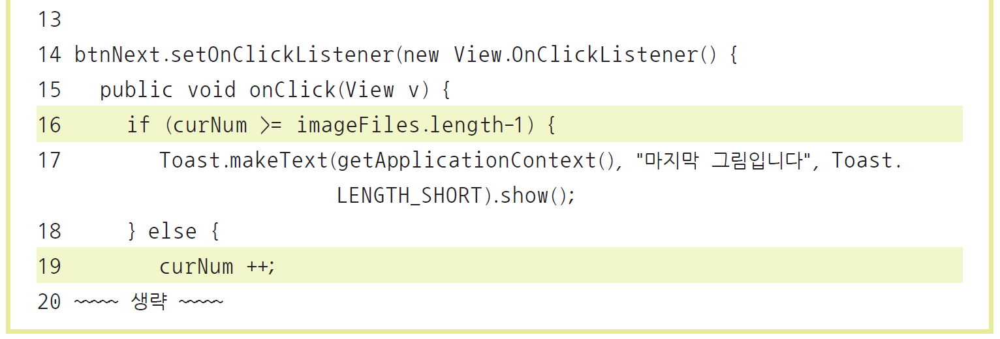 13
14 btnNext.setOnClickListener(new View.OnClickListener() {
15 public void onClick(View v) {
16 if (curNum >= imageFiles.length-1) {
17 Toast.makeText(getApplicationContext(), "마지막 그림입니다", Toast.
LENGTH_SHORT).show();
18 } else {
19 curNum ++;
20 ~~~~~ 생략 ~~~~~